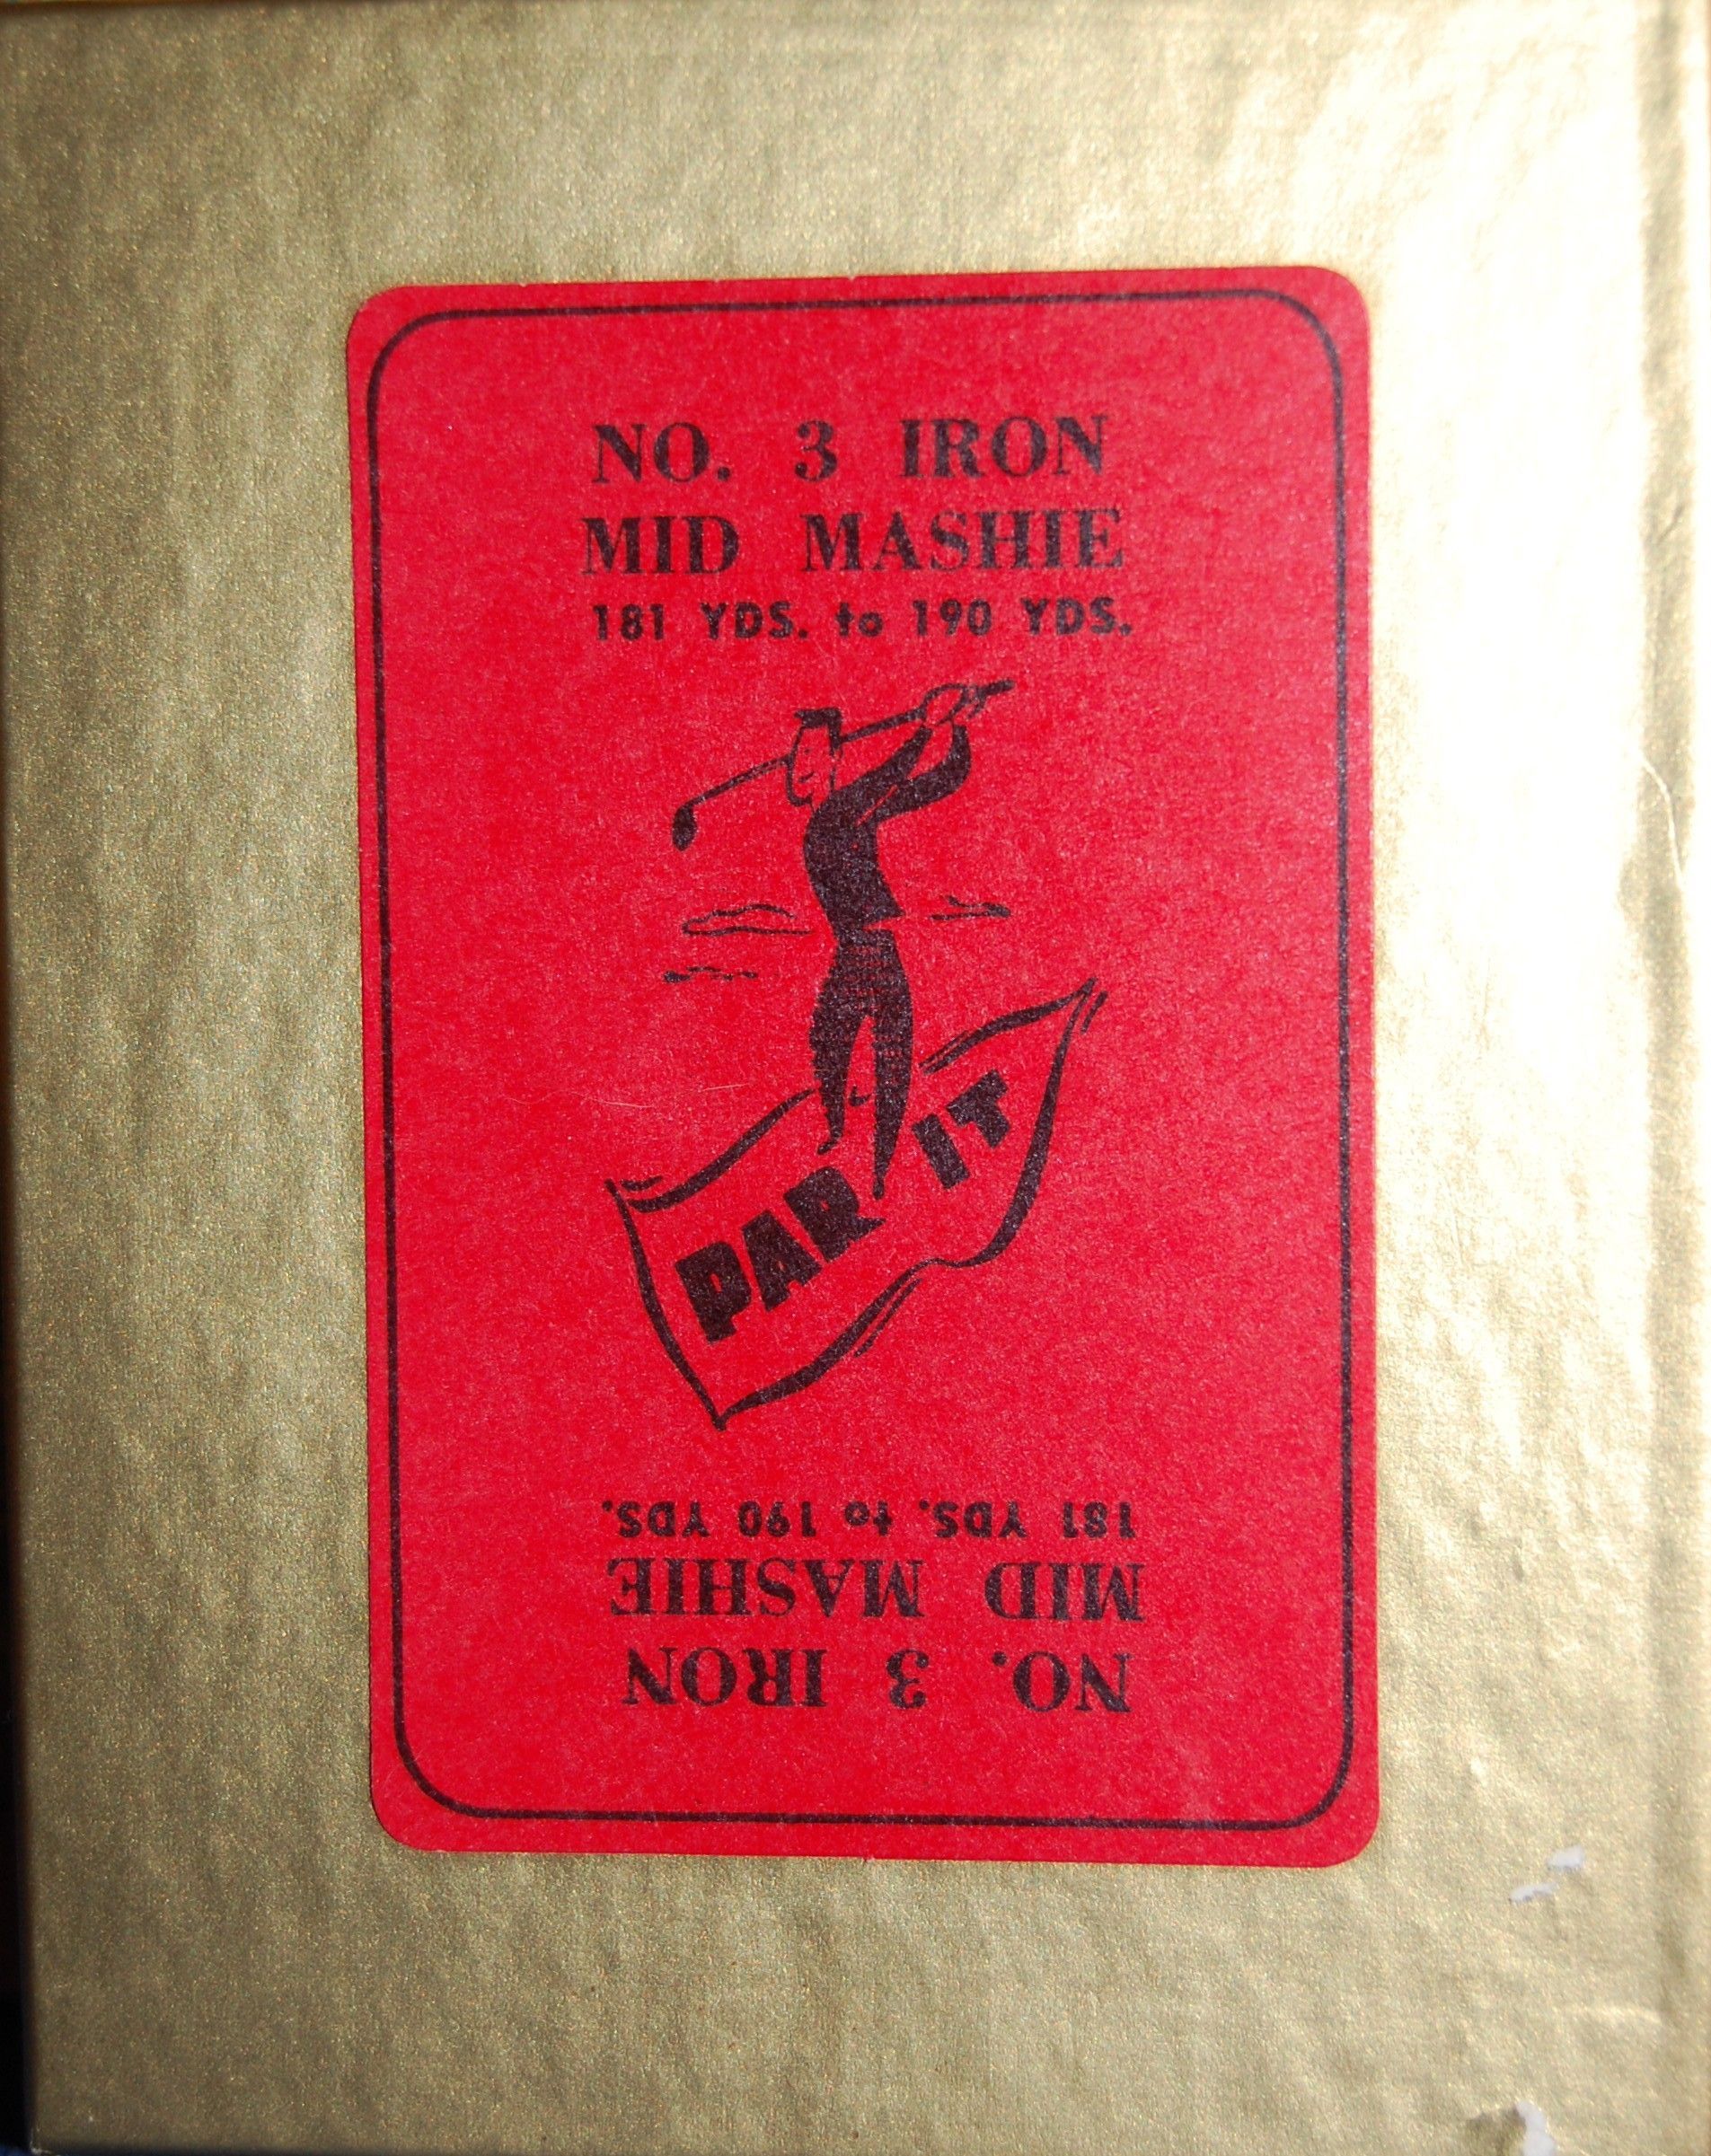 NO. 3 IRON
MID MASHIE
181 YDS. to 190 YDS.
PAR IT
181 YDS. to 190 YDS.
MID MASHIE
NO. 3 IRON